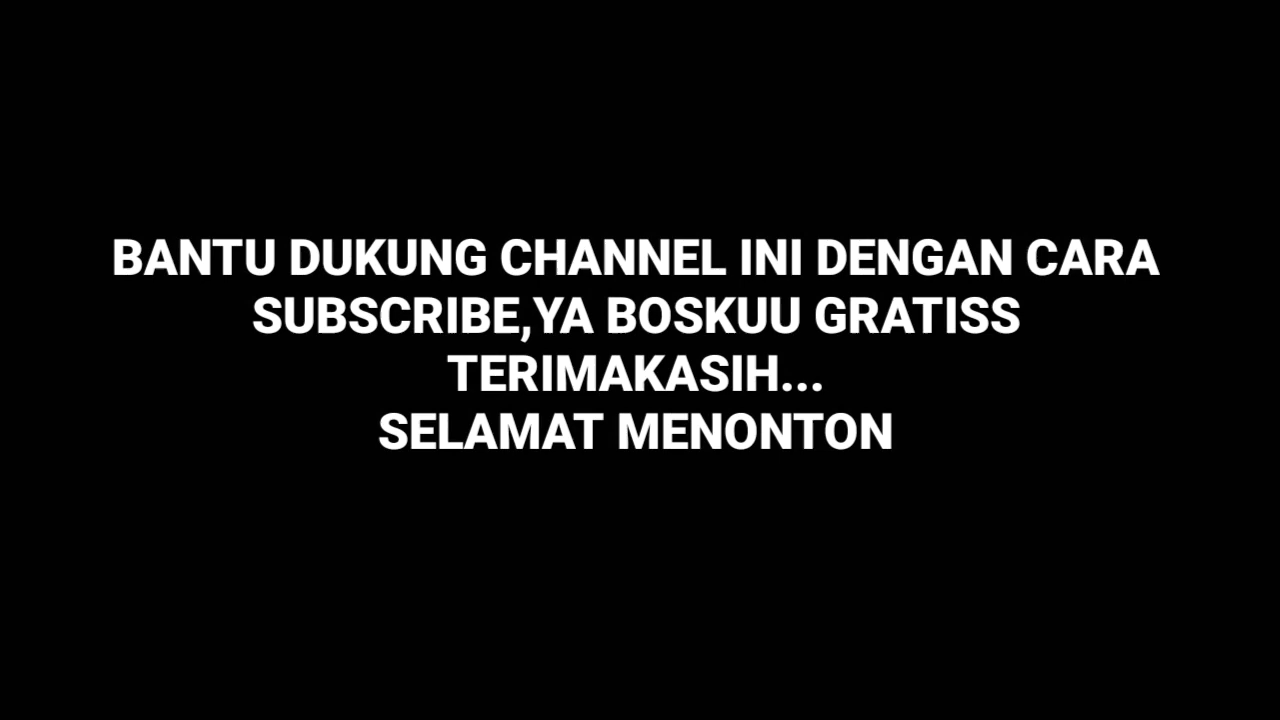 BANTU DUKUNG CHANNEL INI DENGAN CARA
SUBSCRIBE,YA BOSKUU GRATISS
TERIMAKASIH...
SELAMAT MENONTON